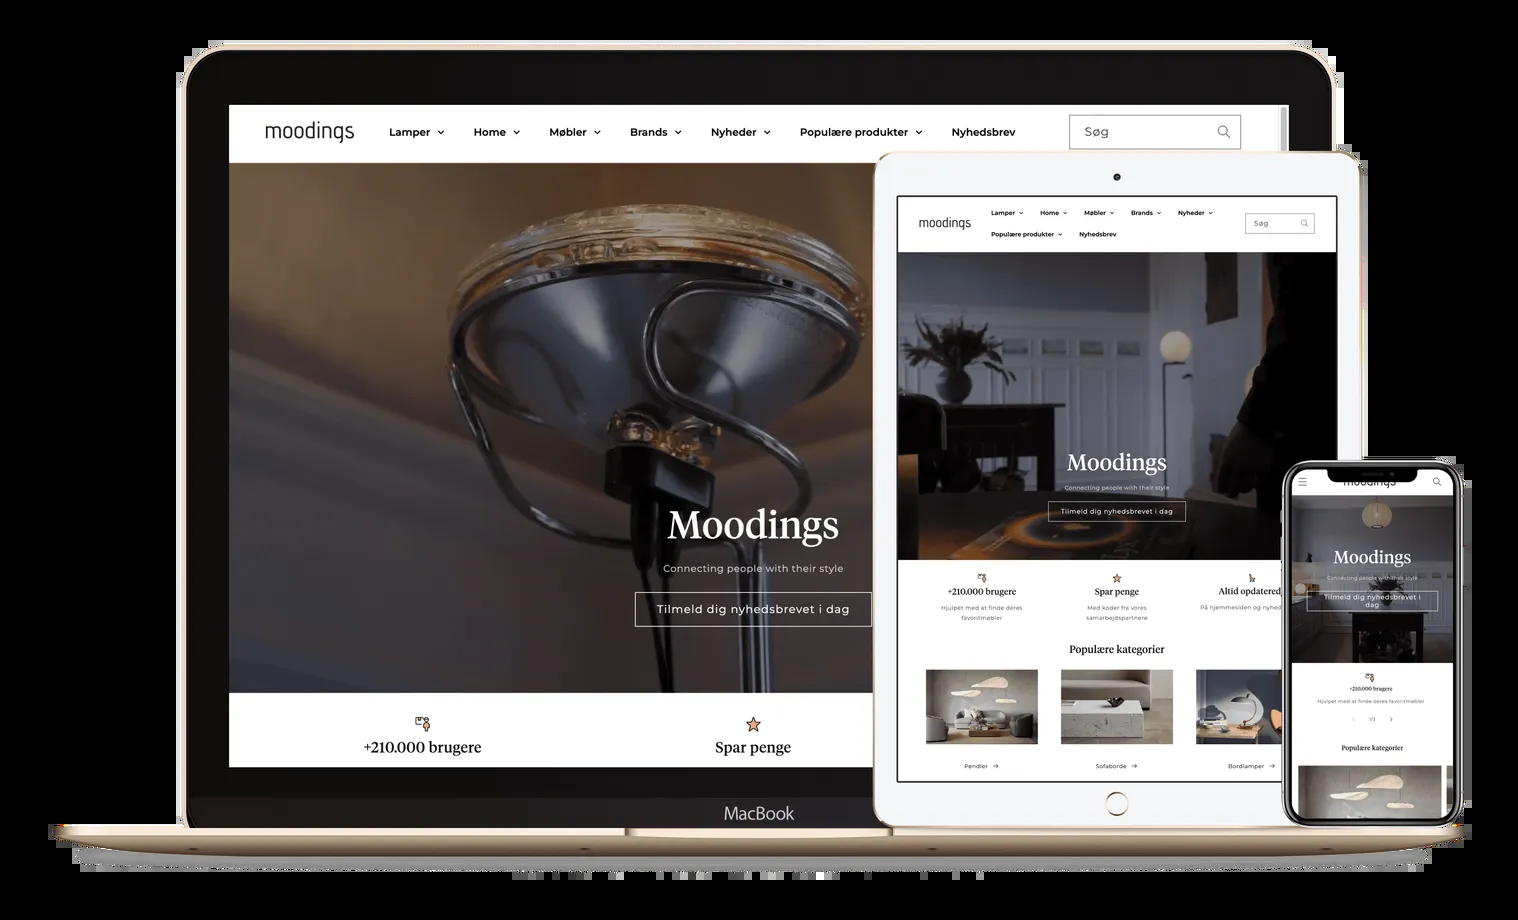 moodings
Lamper Home Møbler Brands Nyheder Populære produkter Nyhedsbrev
Søg
Moodings
Connecting people with their style
Tilmeld dig nyhedsbrevet i dag
+210.000 brugere
Spar penge
MacBook
moodings
Lamper Home Møbler Brands Nyheder
Populære produkter Nyhedsbrev
Søg
Moodings
Connecting people with their style
Tilmeld dig nyhedsbrevet i dag
+210.000 brugere
Hjulpet med at finde deres
favoritmøbler
Spar penge
Med koder fra vores
samarbejdspartnere
Altid opdatered
På hjemmesiden og nyhed
Populære kategorier
Pendler
Sofaborde
Bordlamper
moodings
Moodings
Connecting people with their style
Tilmeld dig nyhedsbrevet i
dag
+210.000 brugere
Hjulpet med at finde deres favoritmøbler
1/3
Populære kategorier